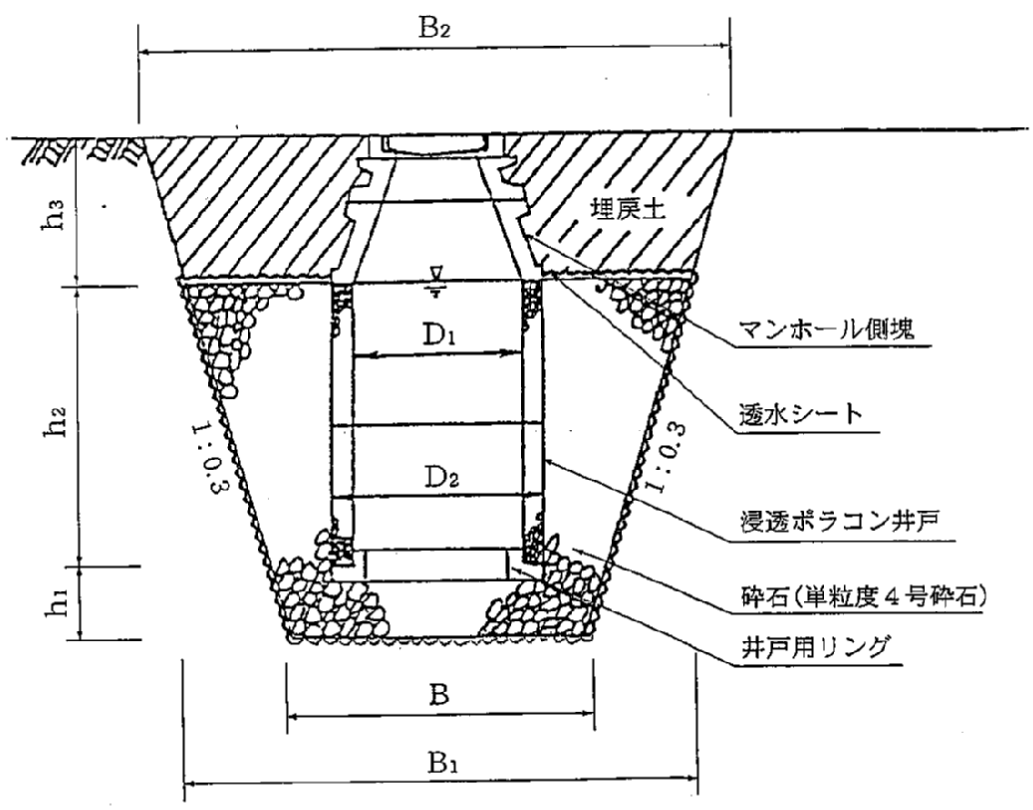 B₂
h₃
埋戻土
マンホール側塊
D₁
透水シート
h₂
1:0.3
1:0.3
D₂
浸透ポラコン井戸
砕石(単粒度4号砕石)
h₁
井戸用リング
B
B₁